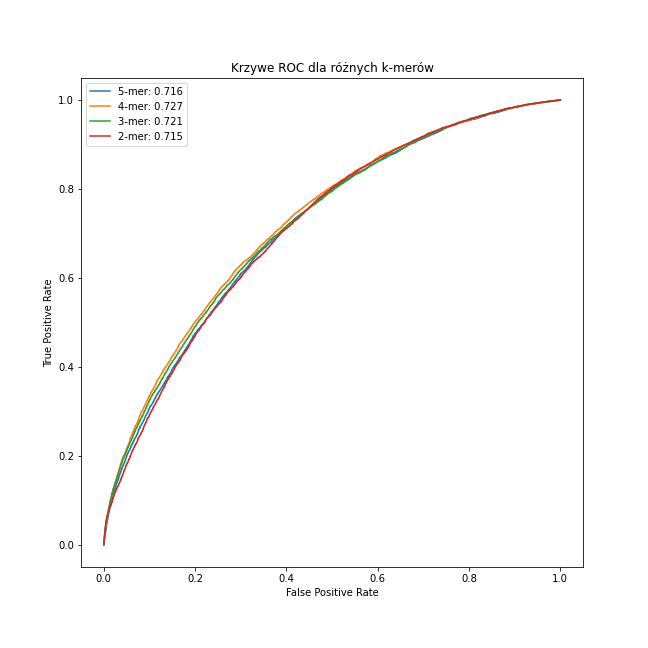 Krzywe ROC dla różnych k-merów
5-mer: 0.716
4-mer: 0.727
3-mer: 0.721
2-mer: 0.715
True Positive Rate
1.0
0.8
0.6
0.4
0.2
0.0
0.0 0.2 0.4 0.6 0.8 1.0
False Positive Rate